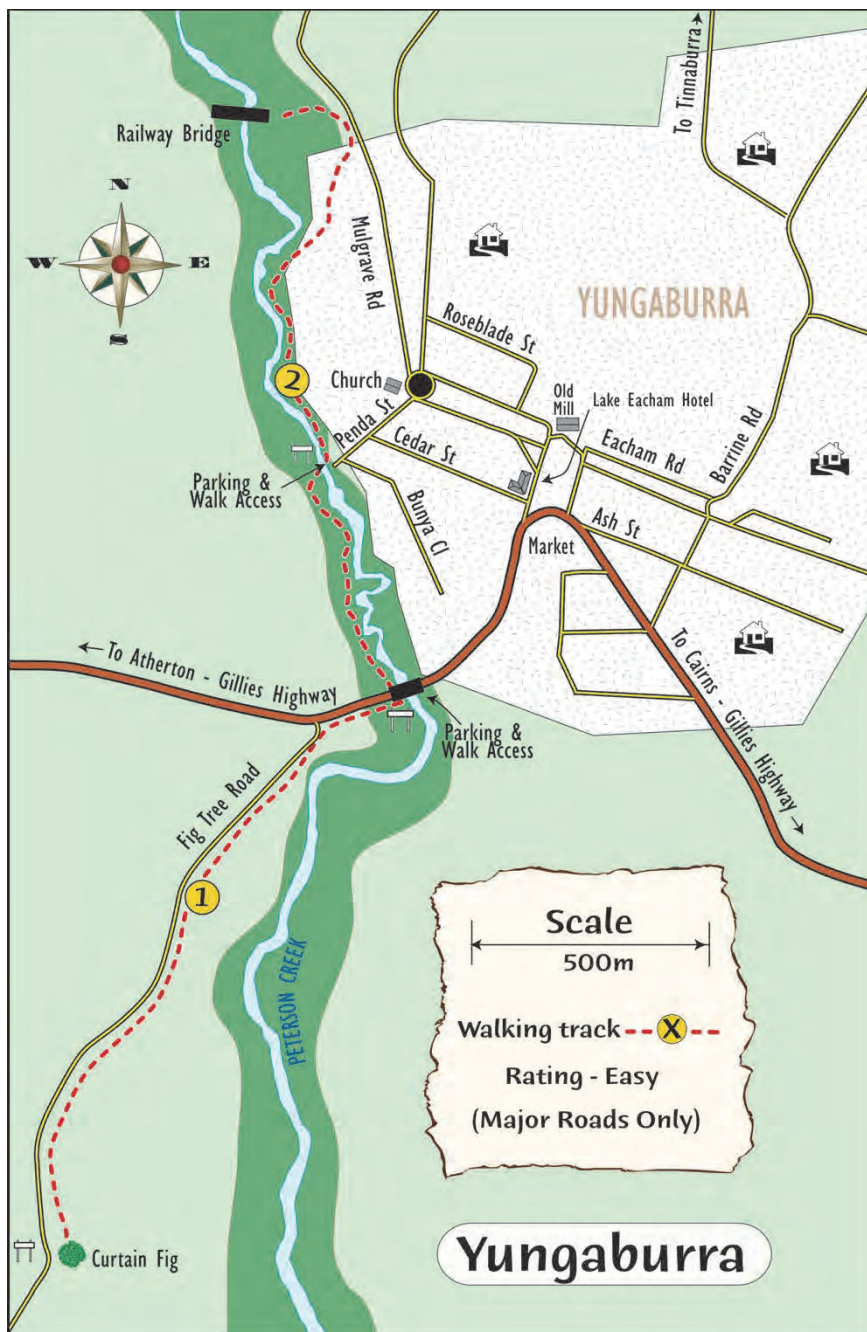 To Tinnaburra
Railway Bridge
N
W E
S
Mulgrave Rd
YUNGABURRA
Roseblade St
2
Church
Old
Mill
Lake Eacham Hotel
Penda St
Cedar St
Eacham Rd
Barrine Rd
Parking &
Walk Access
Bunya Cl
Ash St
Market
To Atherton - Gillies Highway
To Cairns - Gillies Highway
Parking &
Walk Access
Fig Tree Road
1
PETERSON CREEK
Scale
500m
Walking track X
Rating - Easy
(Major Roads Only)
Curtain Fig
Yungaburra